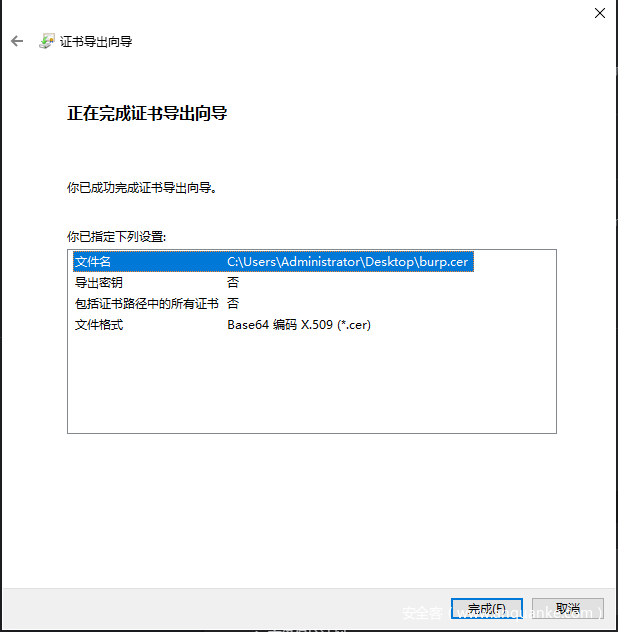 证书导出向导
正在完成证书导出向导
你已成功完成证书导出向导。
你已指定下列设置:
文件名 C:\Users\Administrator\Desktop\burp.cer
导出密钥 否
包括证书路径中的所有证书 否
文件格式 Base64 编码 X.509 (*.cer)
完成(F) 取消
安全客（www.anquanke.com）